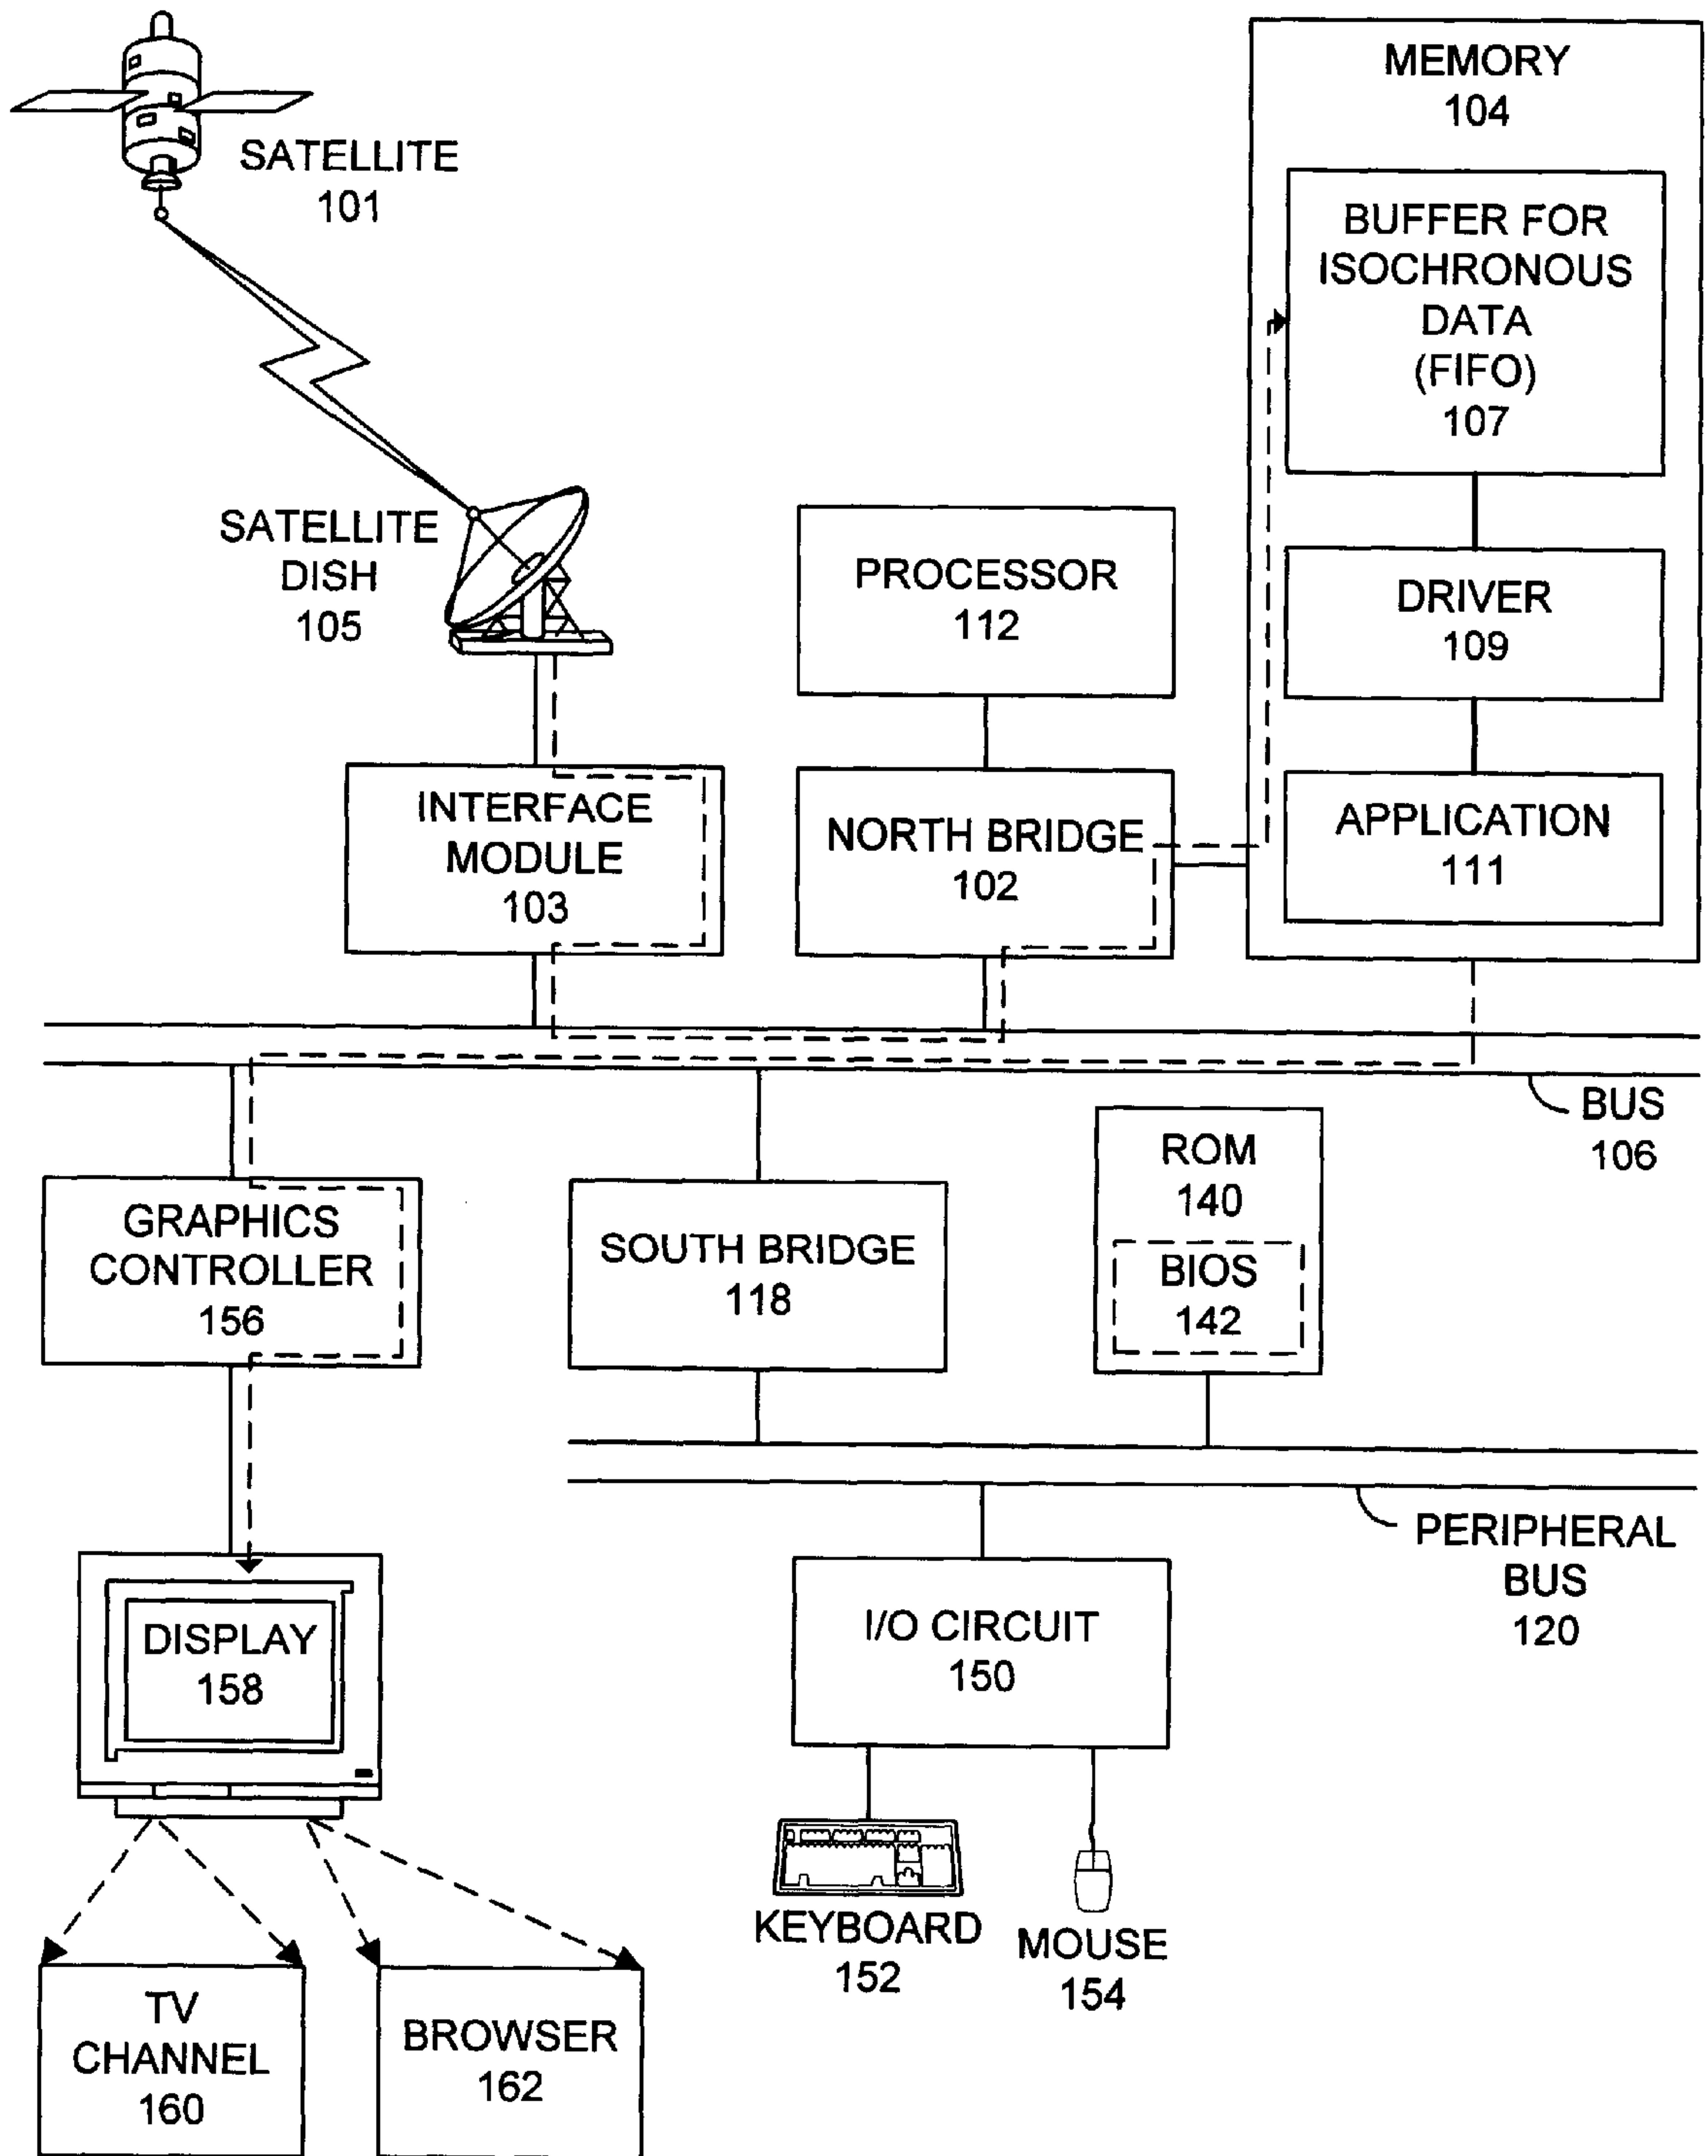 SATELLITE
101
MEMORY
104
BUFFER FOR
ISOCHRONOUS
DATA
(FIFO)
107
SATELLITE
DISH
105
PROCESSOR
112
DRIVER
109
INTERFACE
MODULE
103
NORTH BRIDGE
102
APPLICATION
111
BUS
106
GRAPHICS
CONTROLLER
156
SOUTH BRIDGE
118
ROM
140
BIOS
142
PERIPHERAL
BUS
120
DISPLAY
158
I/O CIRCUIT
150
KEYBOARD
152
MOUSE
154
TV
CHANNEL
160
BROWSER
162